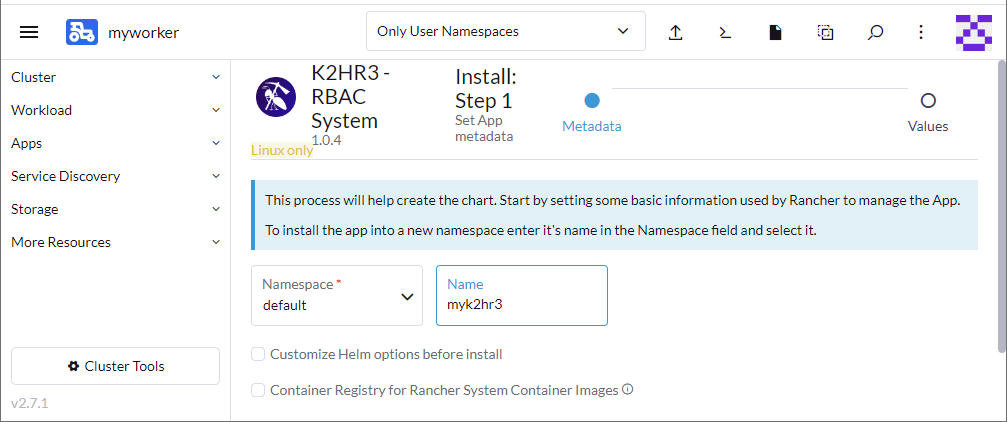 myworker
Only User Namespaces
Cluster
Workload
Apps
Service Discovery
Storage
More Resources
Cluster Tools
v2.7.1
K2HR3 -
RBAC
System
1.0.4
Linux only
Install:
Step 1
Set App
metadata
Metadata
Values
This process will help create the chart. Start by setting some basic information used by Rancher to manage the App.
To install the app into a new namespace enter it's name in the Namespace field and select it.
Namespace *
default
Name
myk2hr3
Customize Helm options before install
Container Registry for Rancher System Container Images